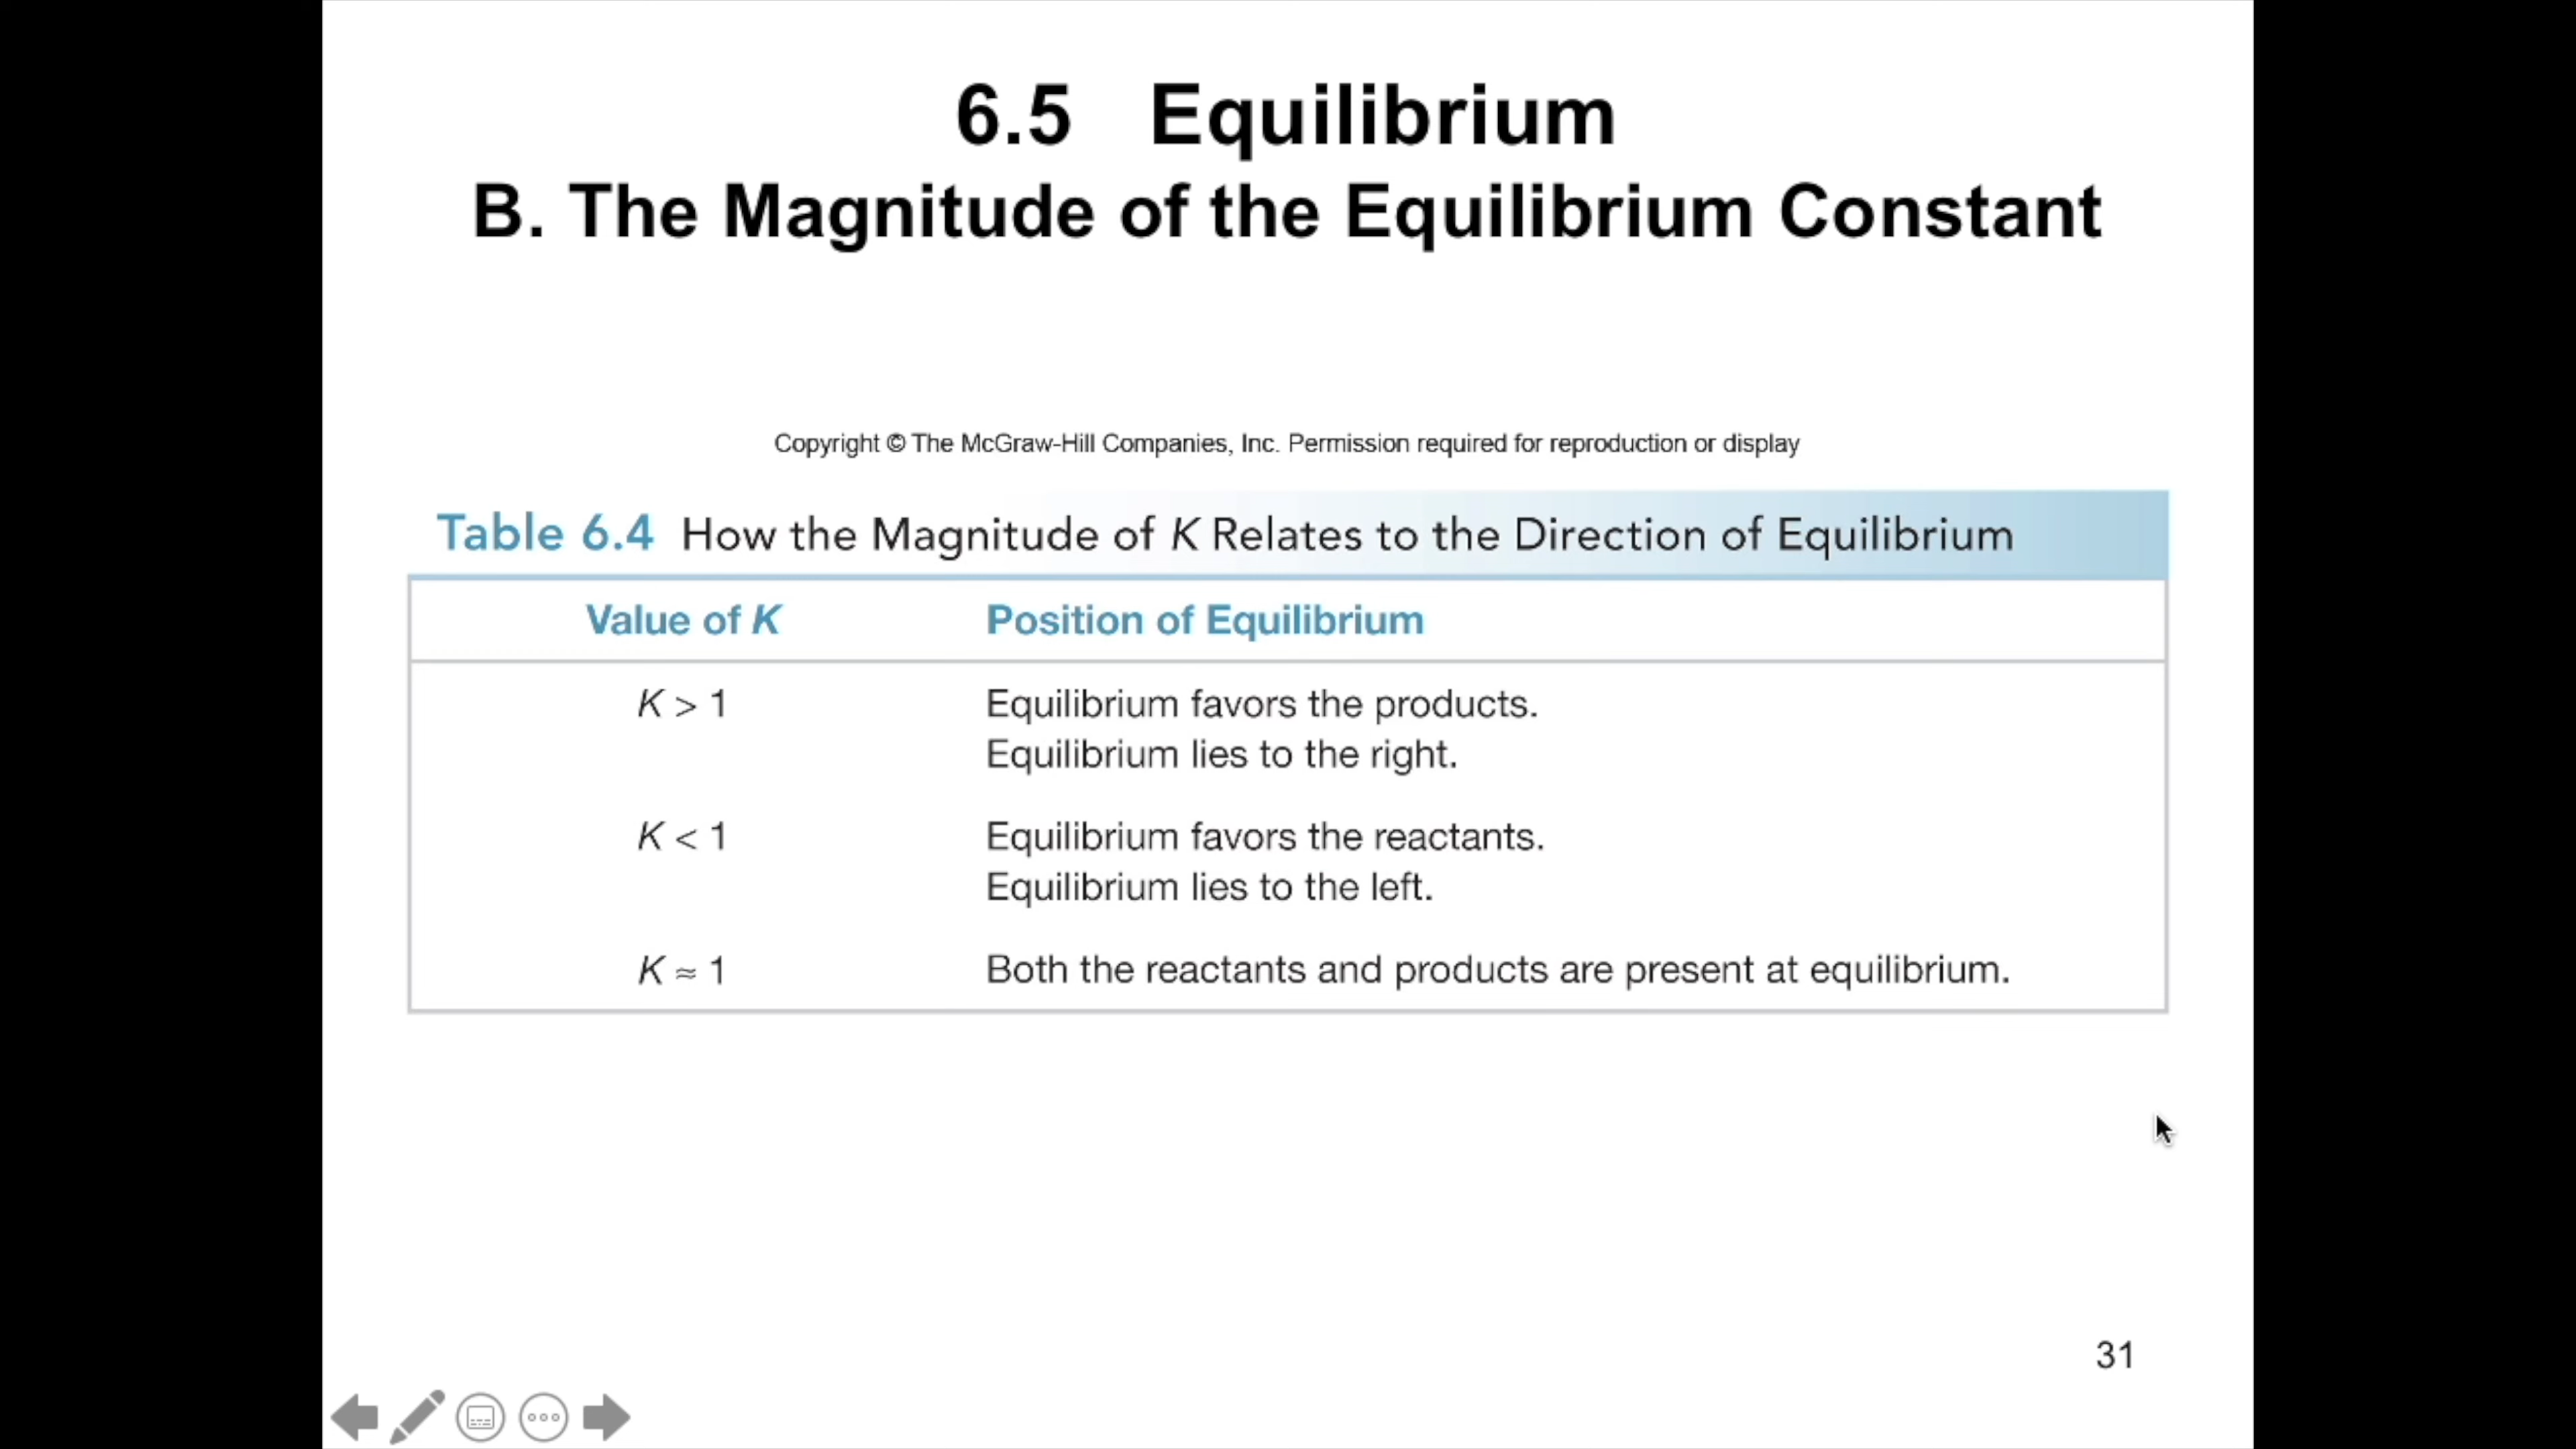 6.5 Equilibrium
B. The Magnitude of the Equilibrium Constant
Copyright © The McGraw-Hill Companies, Inc. Permission required for reproduction or display
Table 6.4 How the Magnitude of K Relates to the Direction of Equilibrium
Value of K Position of Equilibrium
K > 1 Equilibrium favors the products.
Equilibrium lies to the right.
K < 1 Equilibrium favors the reactants.
Equilibrium lies to the left.
K ≈ 1 Both the reactants and products are present at equilibrium.
31